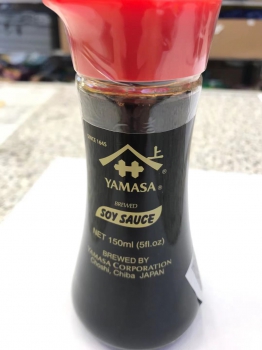 SINCE 1645
上
YAMASA®
BREWED
SOY SAUCE
NET 150ml (5fl.oz)
BREWED BY
YAMASA CORPORATION
Choshi, Chiba JAPAN